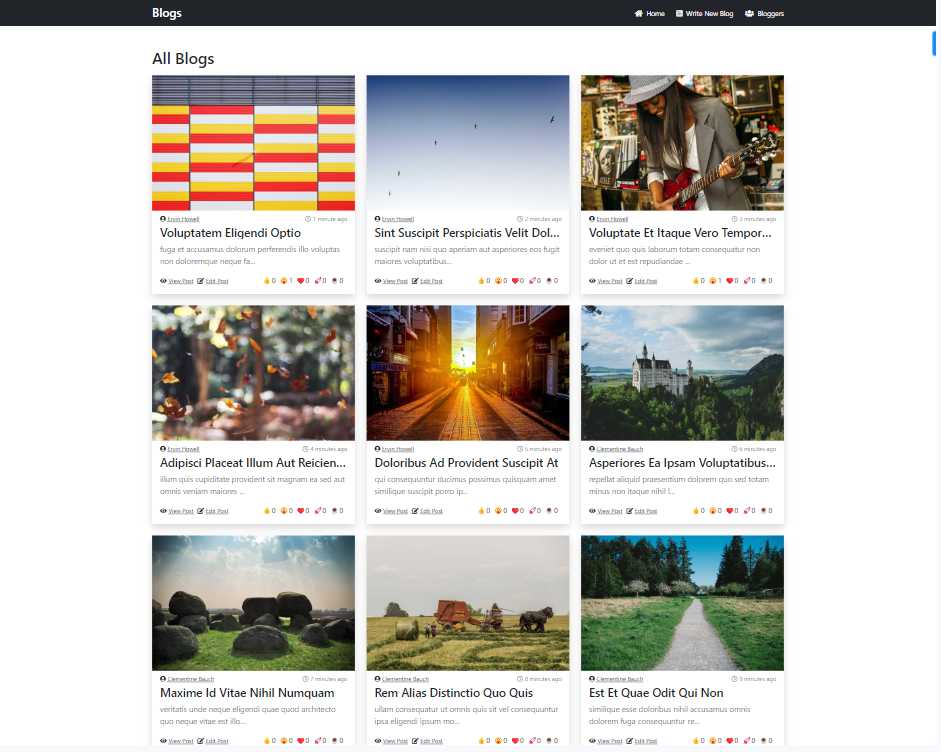 Blogs
Home Write New Blog Bloggers
All Blogs
Ervin Howell 1 minute ago
Voluptatem Eligendi Optio
fuga et accusamus dolorum perferendis illo voluptas
non doloremque neque fa...
View Post Edit Post 0 1 0 0 0
Ervin Howell 2 minutes ago
Sint Suscipit Perspiciatis Velit Dol...
suscipit nam nisi quo aperiam aut asperiores eos fugit
maiores voluptatibus...
View Post Edit Post 0 0 0 0 0
Ervin Howell 3 minutes ago
Voluptate Et Itaque Vero Tempor...
eveniet quo quis laborum totam consequatur non
dolor ut et est repudiandae ...
View Post Edit Post 0 1 0 0 0
Ervin Howell 4 minutes ago
Adipisci Placeat Illum Aut Reicien...
illum quis cupiditate provident sit magnam ea sed aut
omnis veniam maiores ...
View Post Edit Post 0 0 0 0 0
Ervin Howell 5 minutes ago
Doloribus Ad Provident Suscipit At
qui consequuntur ducimus possimus quisquam amet
similique suscipit porro ip...
View Post Edit Post 0 0 0 0 0
Clementine Bauch 6 minutes ago
Asperiores Ea Ipsam Voluptatibus...
repellat aliquid praesentium dolorem quo sed totam
minus non itaque nihil l...
View Post Edit Post 0 0 0 0 0
Clementine Bauch 7 minutes ago
Maxime Id Vitae Nihil Numquam
veritatis unde neque eligendi quae quod architecto
quo neque vitae est illo...
View Post Edit Post 0 0 0 0 0
Clementine Bauch 8 minutes ago
Rem Alias Distinctio Quo Quis
ullam consequatur ut omnis quis sit vel consequuntur
ipsa eligendi ipsum mo...
View Post Edit Post 0 0 0 0 0
Clementine Bauch 9 minutes ago
Est Et Quae Odit Qui Non
similique esse doloribus nihil accusamus omnis
dolorem fuga consequuntur re...
View Post Edit Post 0 0 0 0 0